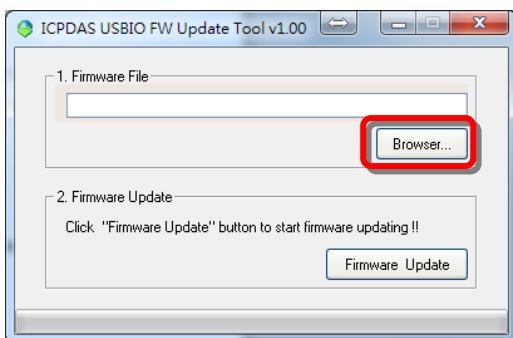 ICPDAS USBIO FW Update Tool v1.00
1. Firmware File
Browser...
2. Firmware Update
Click "Firmware Update" button to start firmware updating !!
Firmware Update